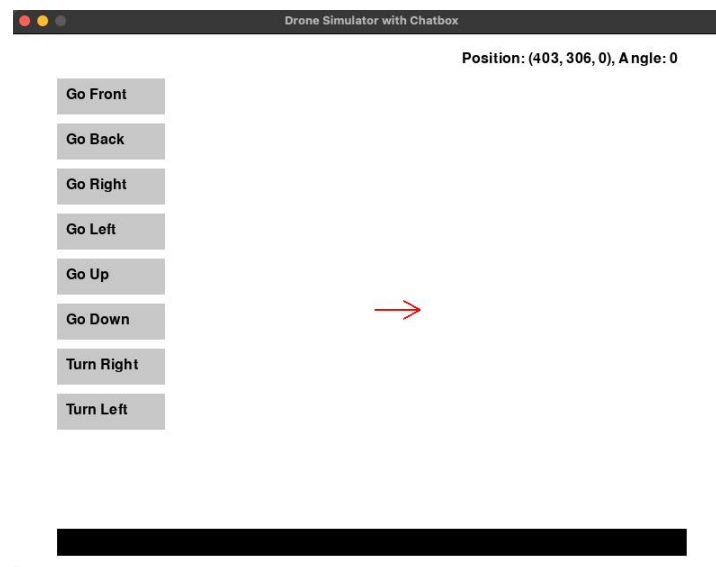 Drone Simulator with Chatbox
Position: (403, 306, 0), Angle: 0
Go Front
Go Back
Go Right
Go Left
Go Up
Go Down
Turn Right
Turn Left